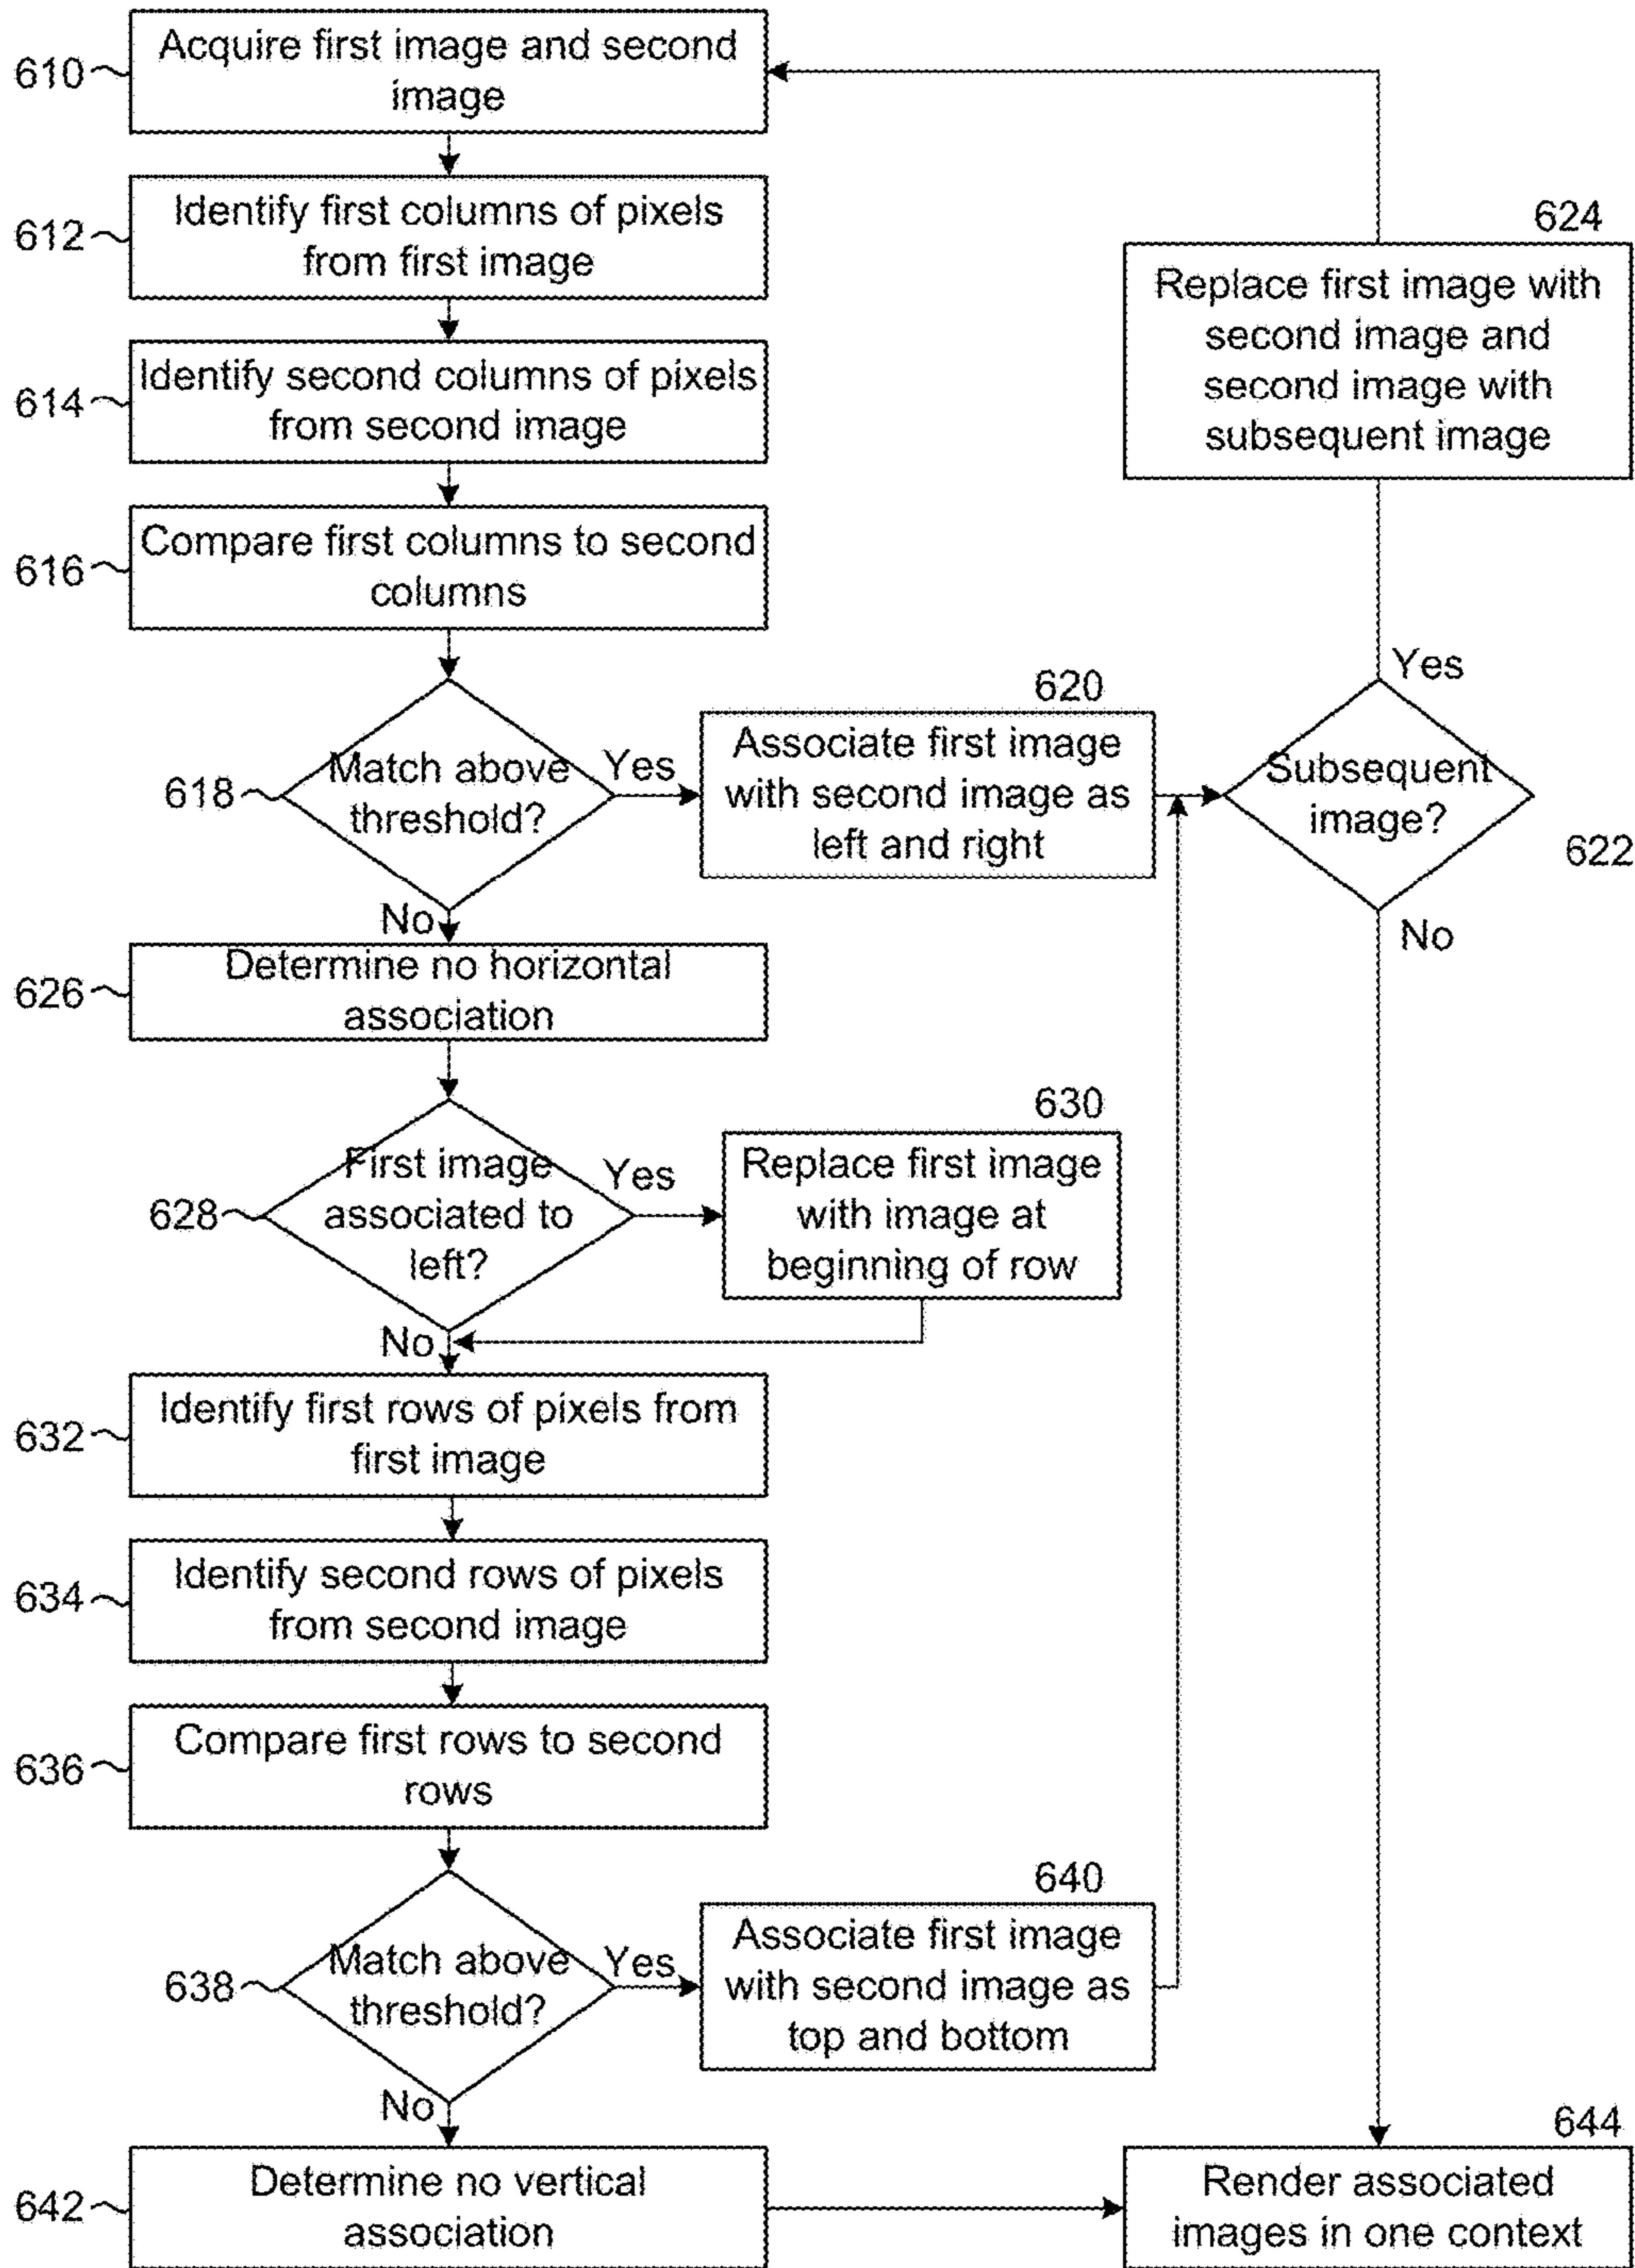 610
Acquire first image and second
image
612
Identify first columns of pixels
from first image
624
Replace first image with
second image and
second image with
subsequent image
614
Identify second columns of pixels
from second image
616
Compare first columns to second
columns
618
Match above
threshold?
Yes
620
Associate first image
with second image as
left and right
Yes
Subsequent
image?
622
No
No
626
Determine no horizontal
association
628
First image
associated to
left?
Yes
630
Replace first image
with image at
beginning of row
No
632
Identify first rows of pixels from
first image
634
Identify second rows of pixels
from second image
636
Compare first rows to second
rows
638
Match above
threshold?
Yes
640
Associate first image
with second image as
top and bottom
No
642
Determine no vertical
association
644
Render associated
images in one context